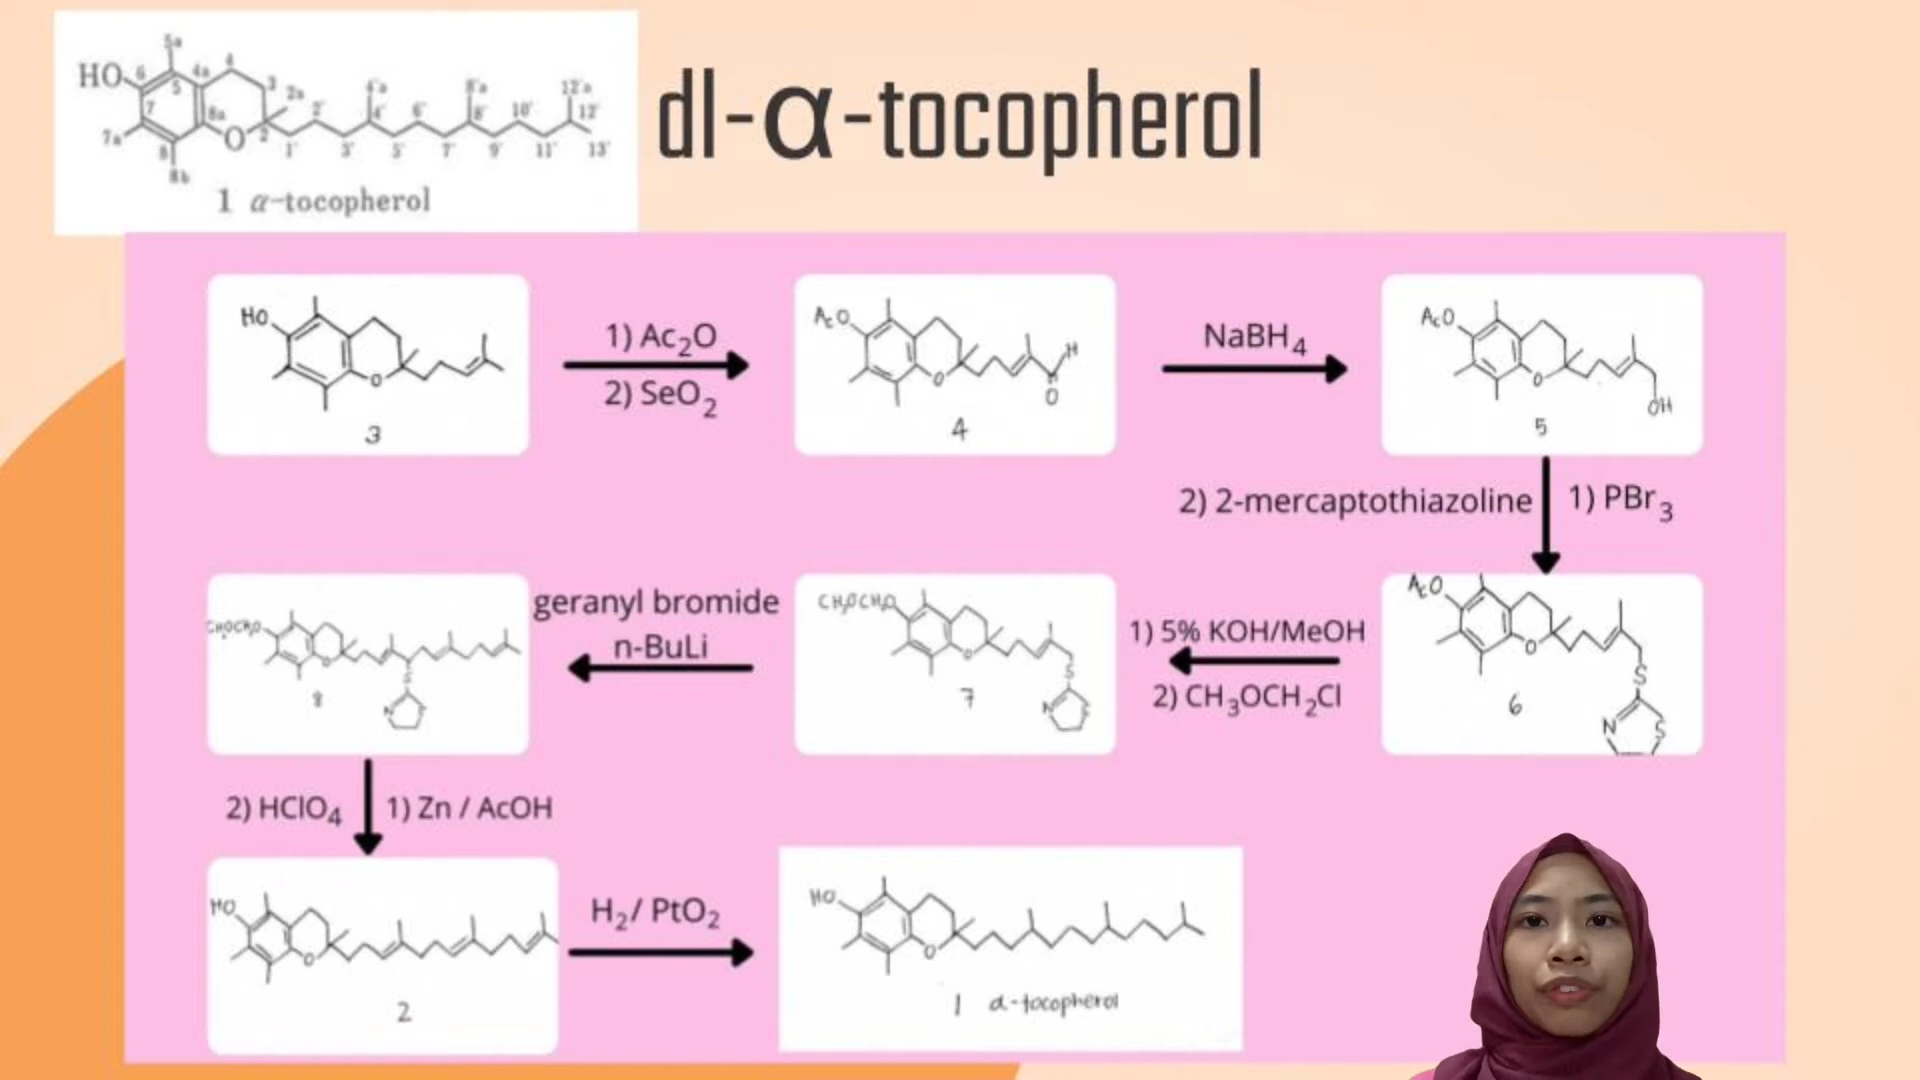 dl-α-tocopherol
HO 6 5a 5 4a 4 3 2a 2' 4'a 4' 6' 8'a 8' 10' 12'a 12'
7 7a 8 8b 8a O 2 1' 3' 5' 7' 9' 11' 13'
1 α-tocopherol
HO
O
3
1) Ac2O
2) SeO2
AcO
H
O
O
4
NaBH4
AcO
O
OH
5
2) 2-mercaptothiazoline
1) PBr3
AcO
O
S
N
S
6
1) 5% KOH/MeOH
2) CH3OCH2Cl
CH3OCH2O
O
S
N
S
7
geranyl bromide
n-BuLi
O
S
N
8
2) HClO4
1) Zn / AcOH
HO
O
2
H2/ PtO2
HO
O
1 α-tocopherol